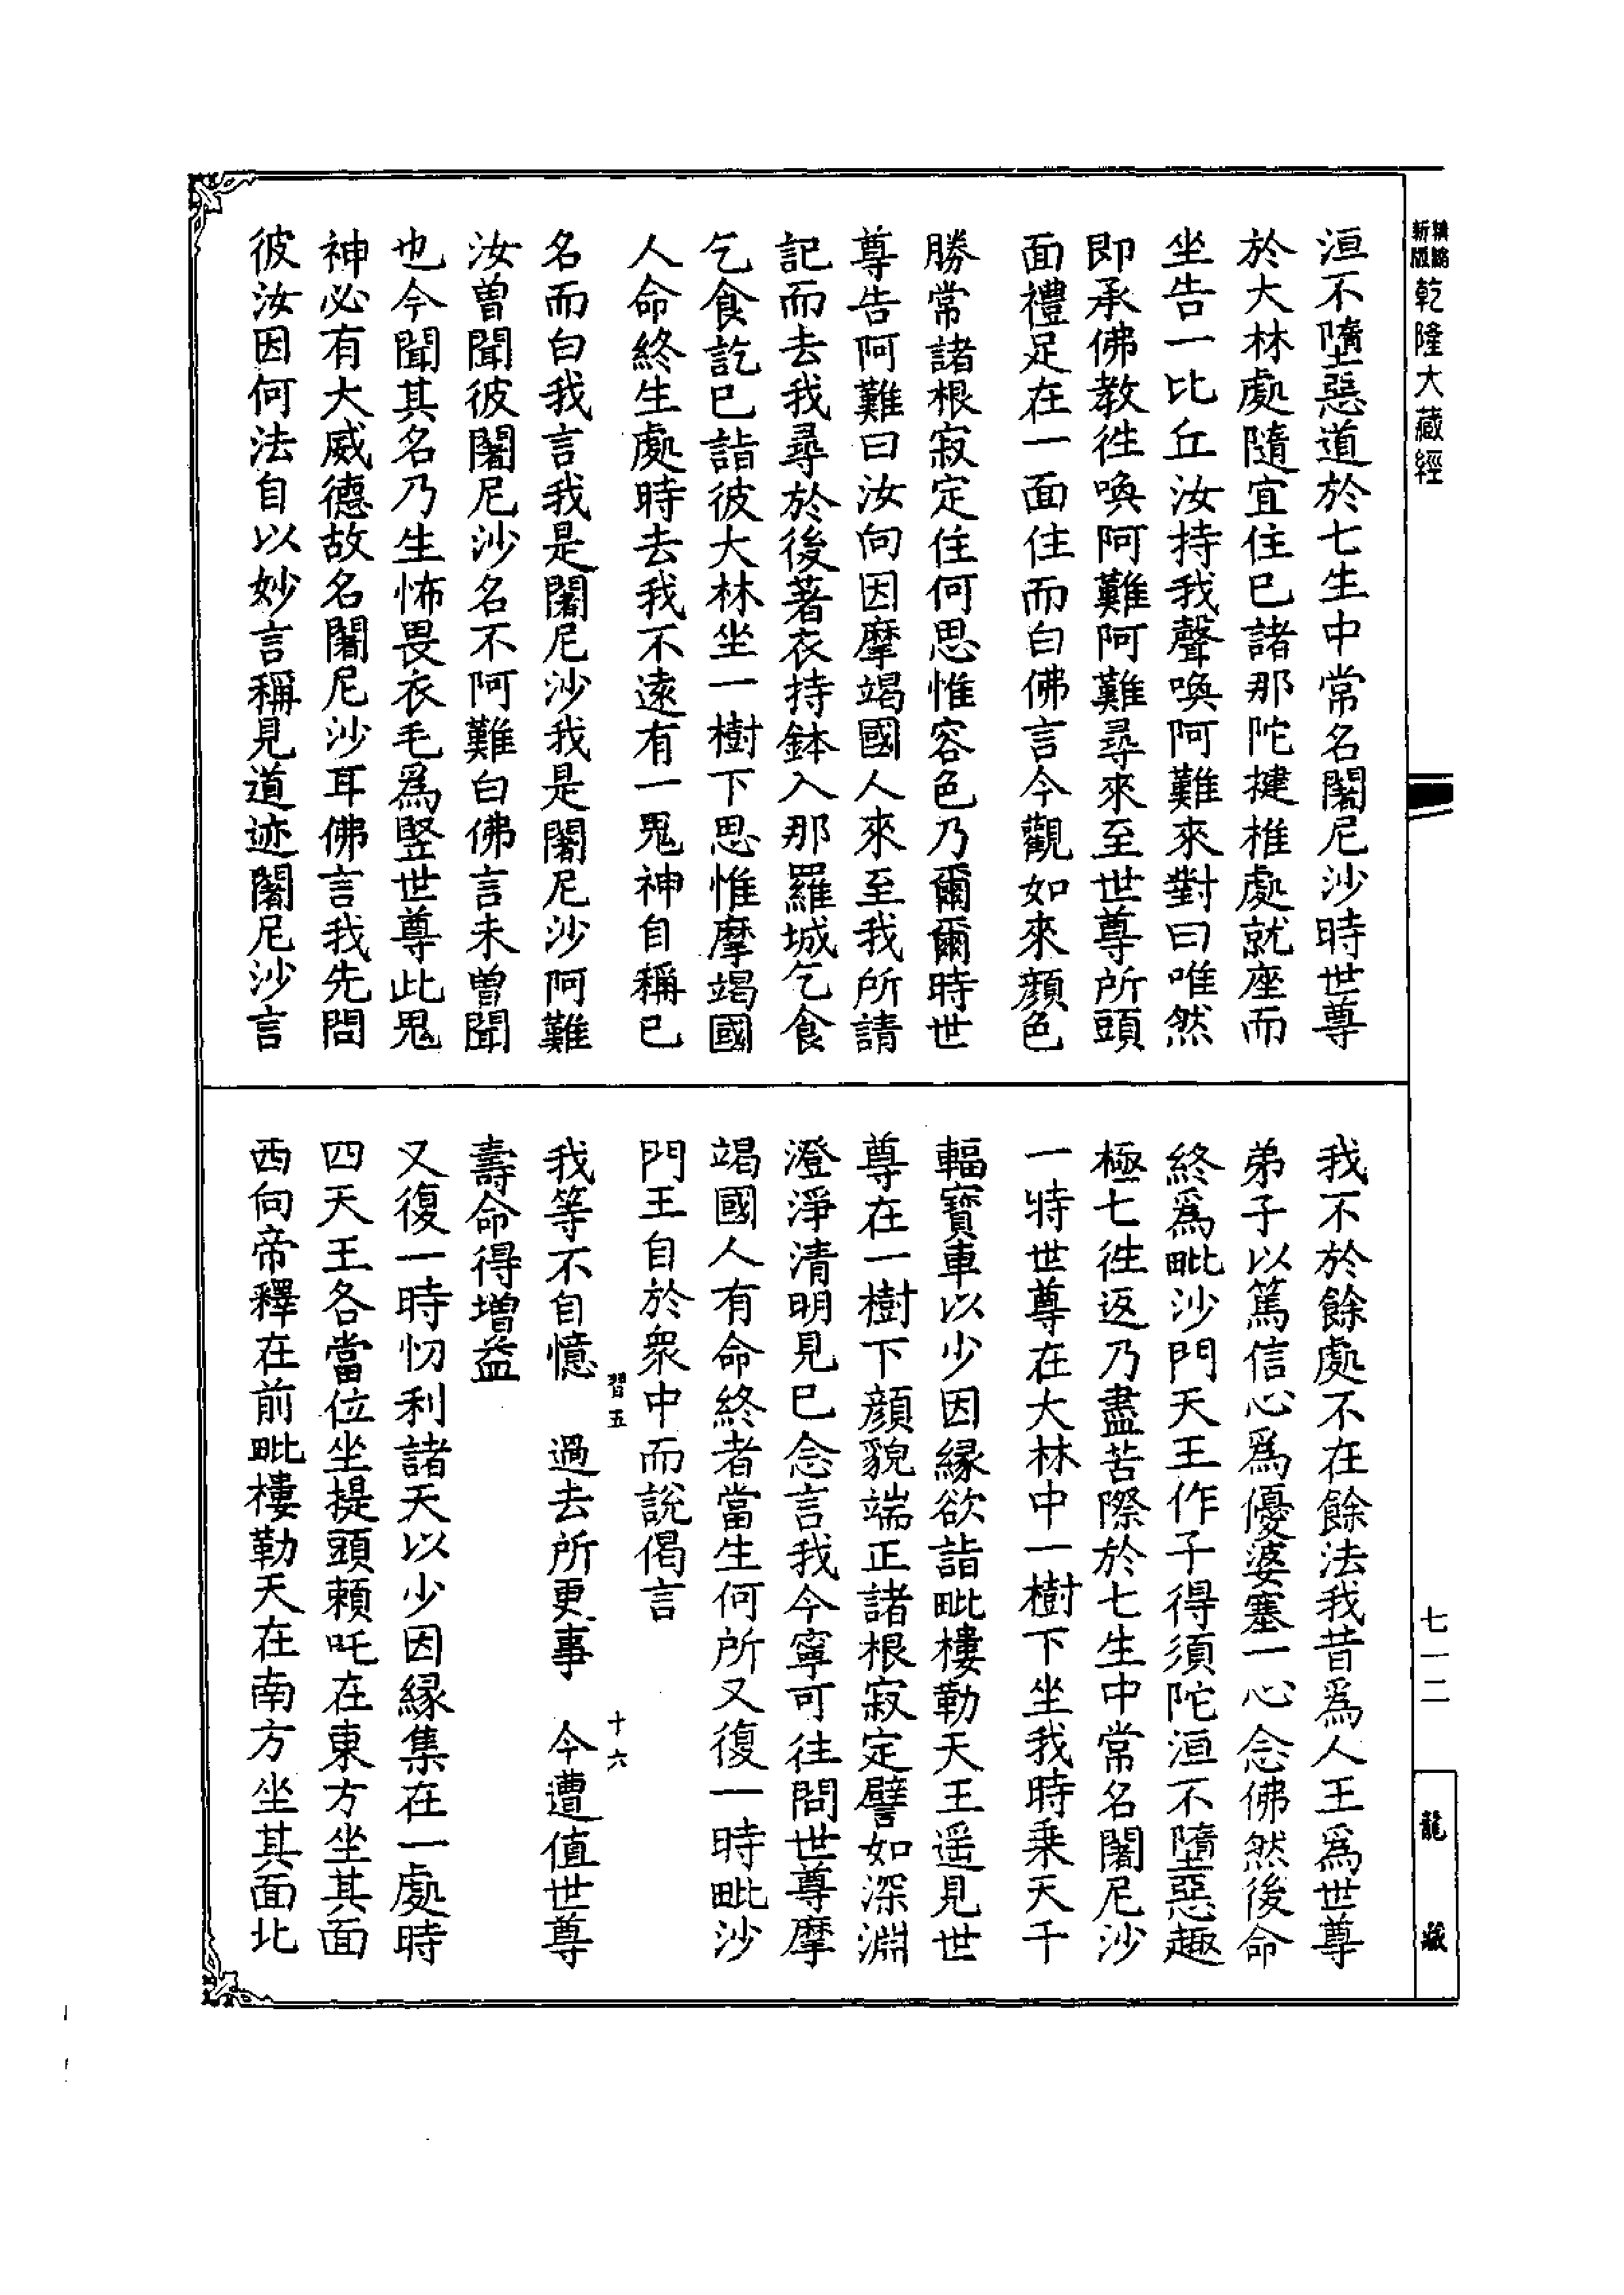 新編
新版
乾隆大藏經
洹不墮惡道於七生中常名闍尼沙時世尊
於大林處隨宜住已諸那陀揵椎處就座而
坐告一比丘汝持我聲喚阿難來對曰唯然
即承佛教徃喚阿難阿難尋來至世尊所頭
面禮足在一面住而白佛言今觀如來顏色
勝常諸根寂定住何思惟容色乃爾爾時世
尊告阿難曰汝向因摩竭國人來至我所請
記而去我尋於後著衣持鉢入那羅城乞食
乞食訖已詣彼大林坐一樹下思惟摩竭國
人命終生處時去我不遠有一鬼神自稱已
名而白我言我是闍尼沙我是闍尼沙阿難
汝曾聞彼闍尼沙名不阿難白佛言未曾聞
也今聞其名乃生怖畏衣毛爲竪世尊此鬼
神必有大威德故名闍尼沙耳佛言我先問
彼汝因何法自以妙言稱見道迹闍尼沙言
我不於餘處不在餘法我昔爲人王爲世尊
弟子以篤信心爲優婆塞一心念佛然後命
終爲毗沙門天王作子得須陀洹不墮惡趣
極七徃返乃盡苦際於七生中常名闍尼沙
一時世尊在大林中一樹下坐我時乗天千
輻寶車以少因縁欲詣毗樓勒天王遥見世
尊在一樹下顏貌端正諸根寂定譬如深淵
澄淨清明見已念言我今寧可往問世尊摩
竭國人有命終者當生何所又復一時毗沙
門王自於衆中而說偈言
習五
十六
我等不自憶　過去所更事　今遭值世尊
壽命得增益
又復一時忉利諸天以少因縁集在一處時
四天王各當位坐提頭賴吒在東方坐其面
西向帝釋在前毗樓勒天在南方坐其面北
七一二
龍藏